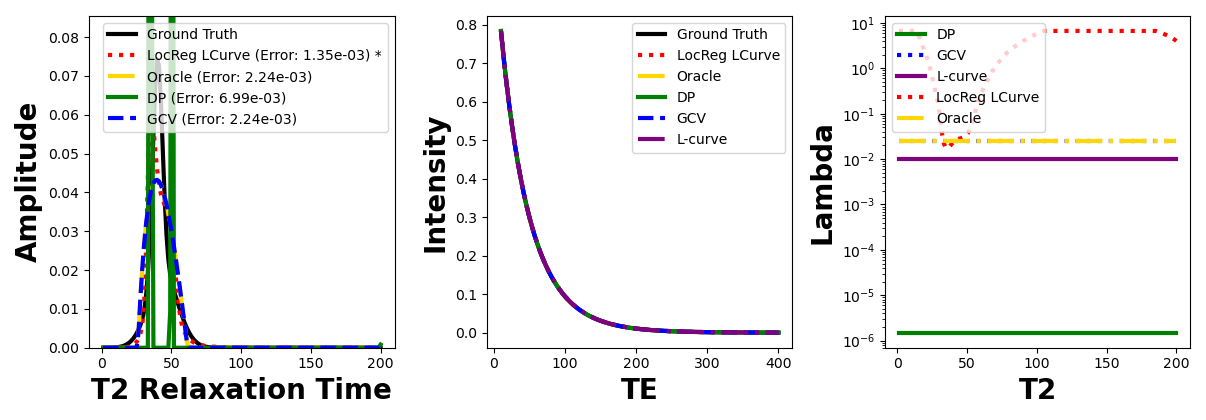 Ground Truth
LocReg LCurve (Error: 1.35e-03) *
Oracle (Error: 2.24e-03)
DP (Error: 6.99e-03)
GCV (Error: 2.24e-03)
0.08
0.07
0.06
0.05
0.04
0.03
0.02
0.01
0.00
0
50
100
150
200
Amplitude
T2 Relaxation Time
Ground Truth
LocReg LCurve
Oracle
DP
GCV
L-curve
0.8
0.7
0.6
0.5
0.4
0.3
0.2
0.1
0.0
0
100
200
300
400
Intensity
TE
DP
GCV
L-curve
LocReg LCurve
Oracle
10¹
10⁰
10⁻¹
10⁻²
10⁻³
10⁻⁴
10⁻⁵
10⁻⁶
0
50
100
150
200
Lambda
T2